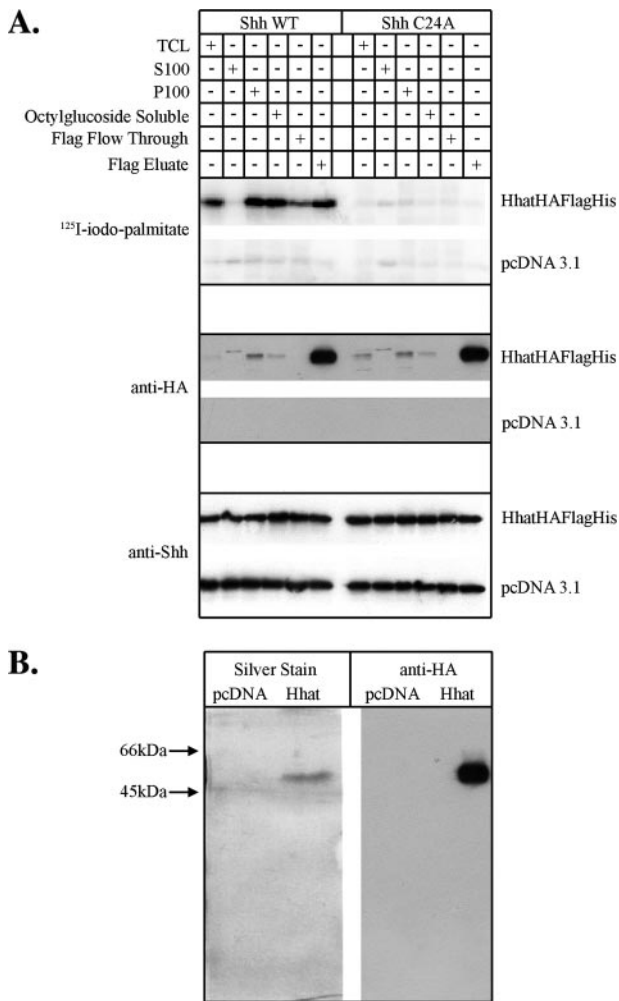 A.
Shh WT Shh C24A
TCL + - - - - - + - - - - -
S100 - + - - - - - + - - - -
P100 - - + - - - - - + - - -
Octylglucoside Soluble - - - + - - - - - + - -
Flag Flow Through - - - - + - - - - - + -
Flag Eluate - - - - - + - - - - - +
HhatHAFlagHis
¹²⁵I-iodo-palmitate
pcDNA 3.1
HhatHAFlagHis
anti-HA
pcDNA 3.1
HhatHAFlagHis
anti-Shh
pcDNA 3.1
B.
Silver Stain anti-HA
pcDNA Hhat pcDNA Hhat
66kDa
45kDa